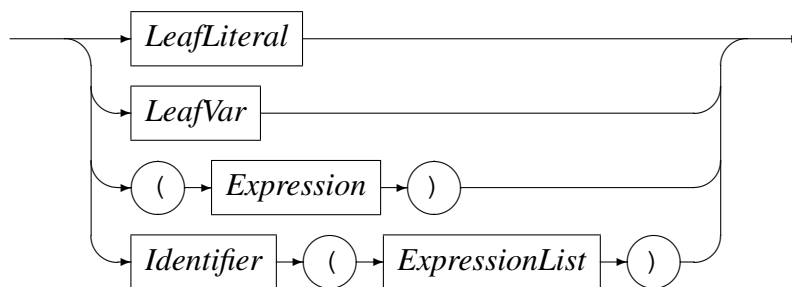 LeafLiteral
LeafVar
( Expression )
Identifier ( ExpressionList )